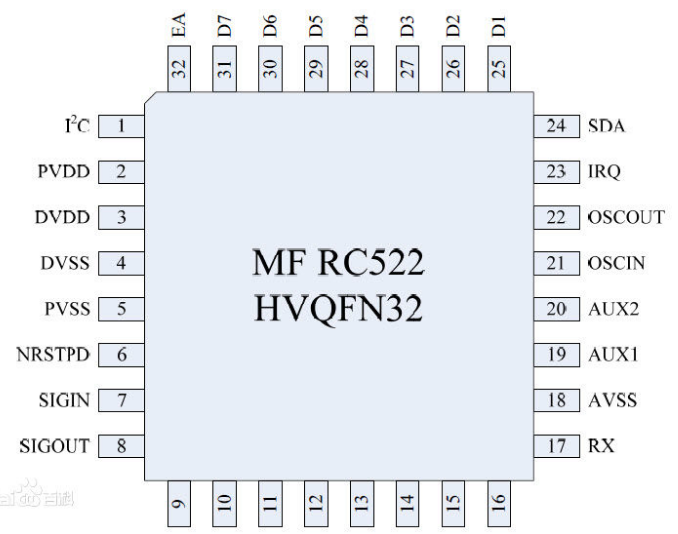 EA D7 D6 D5 D4 D3 D2 D1
32 31 30 29 28 27 26 25
I²C 1 24 SDA
PVDD 2 23 IRQ
DVDD 3 22 OSCOUT
DVSS 4 21 OSCIN
MF RC522
HVQFN32
PVSS 5 20 AUX2
NRSTPD 6 19 AUX1
SIGIN 7 18 AVSS
SIGOUT 8 17 RX
9 10 11 12 13 14 15 16